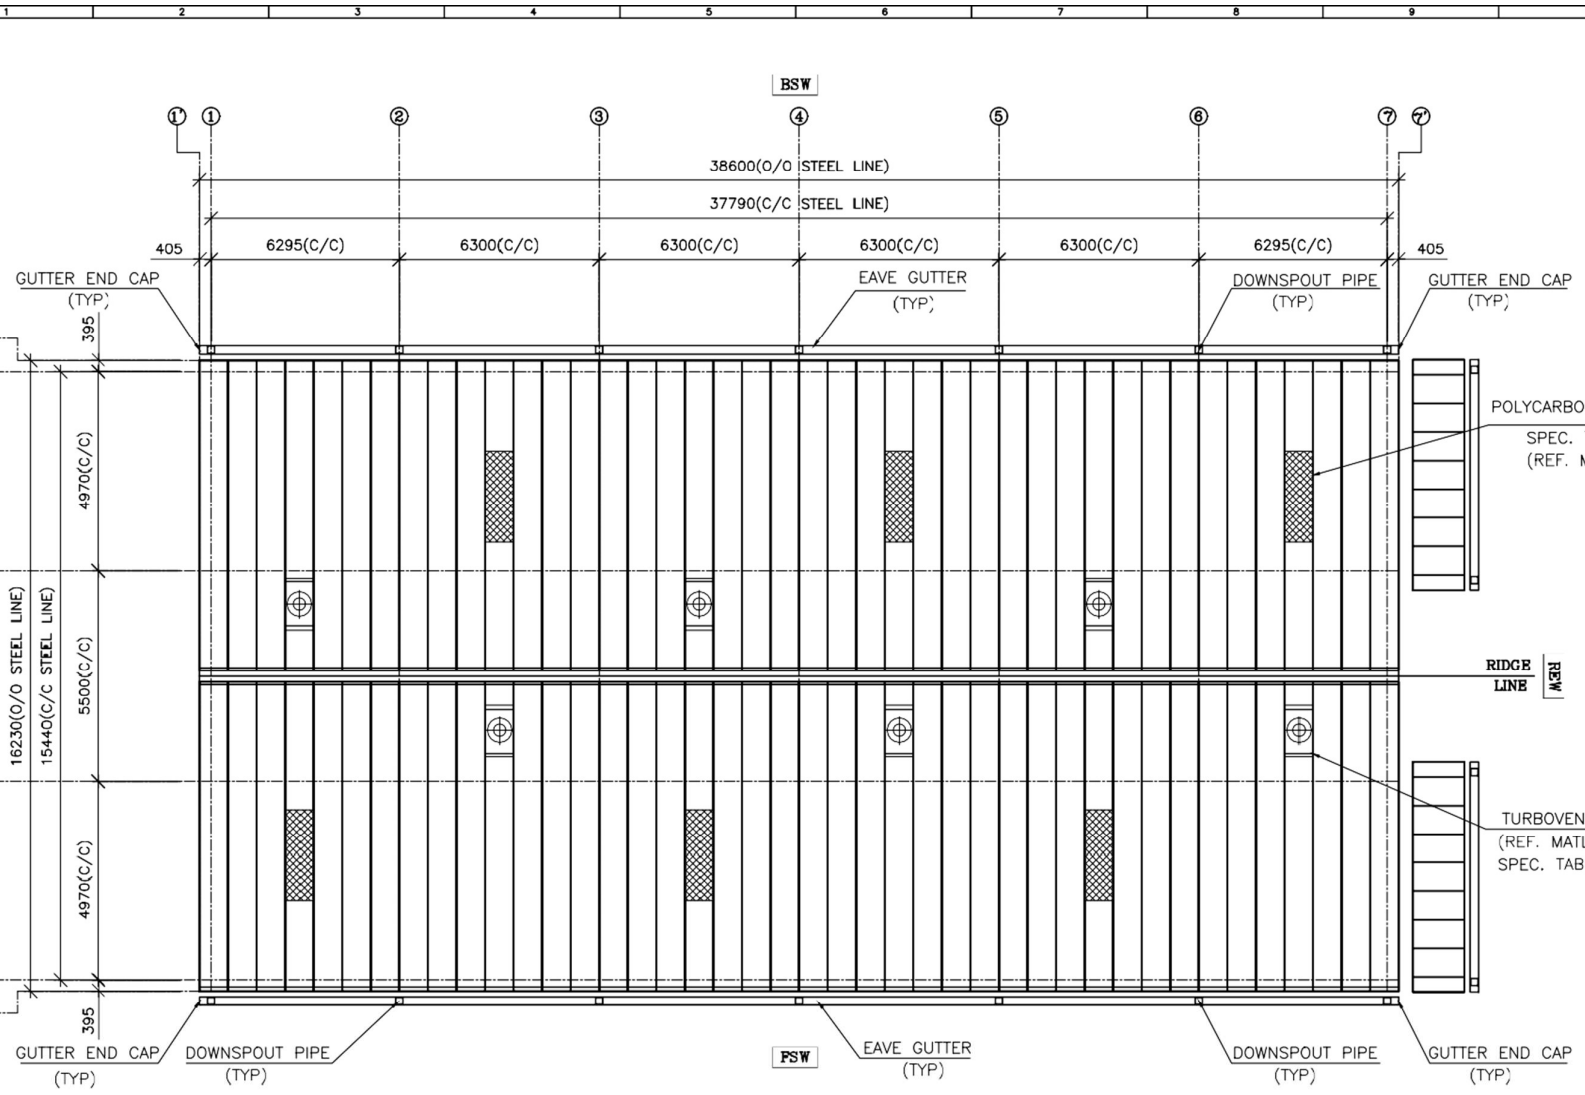 1 2 3 4 5 6 7 8 9
BSW
1' 1 2 3 4 5 6 7 7'
38600(O/O STEEL LINE)
37790(C/C STEEL LINE)
405 6295(C/C) 6300(C/C) 6300(C/C) 6300(C/C) 6300(C/C) 6295(C/C) 405
GUTTER END CAP
(TYP)
EAVE GUTTER
(TYP)
DOWNSPOUT PIPE
(TYP)
GUTTER END CAP
(TYP)
395
4970(C/C)
POLYCARBO
SPEC.
(REF. M
16230(O/O STEEL LINE)
15440(C/C STEEL LINE)
5500(C/C)
RIDGE
LINE
REW
4970(C/C)
TURBOVEN
(REF. MATL
SPEC. TAB
395
GUTTER END CAP
(TYP)
DOWNSPOUT PIPE
(TYP)
FSW
EAVE GUTTER
(TYP)
DOWNSPOUT PIPE
(TYP)
GUTTER END CAP
(TYP)